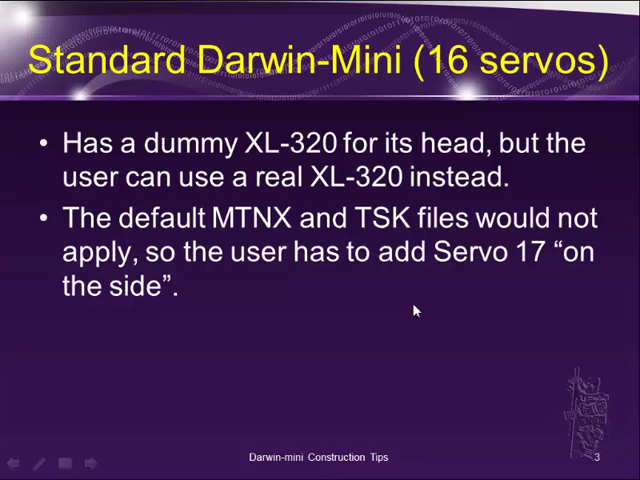 Standard Darwin-Mini (16 servos)
• Has a dummy XL-320 for its head, but the
user can use a real XL-320 instead.
• The default MTNX and TSK files would not
apply, so the user has to add Servo 17 “on
the side”.
Darwin-mini Construction Tips
3